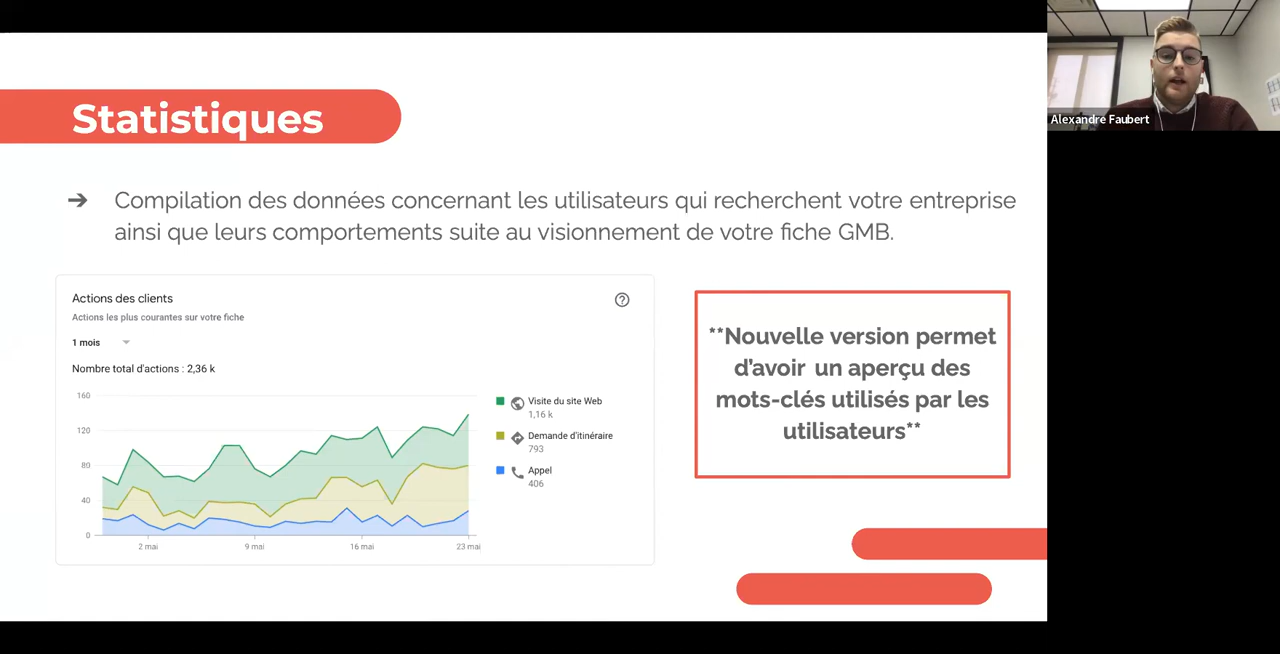 Statistiques
Alexandre Faubert
➔ Compilation des données concernant les utilisateurs qui recherchent votre entreprise
ainsi que leurs comportements suite au visionnement de votre fiche GMB.
Actions des clients
Actions les plus courantes sur votre fiche
1 mois
Nombre total d'actions : 2,36 k
160
120
80
40
0
2 mai
9 mai
16 mai
23 mai
Visite du site Web
1,16 k
Demande d'itinéraire
793
Appel
406
**Nouvelle version permet
d'avoir un aperçu des
mots-clés utilisés par les
utilisateurs**